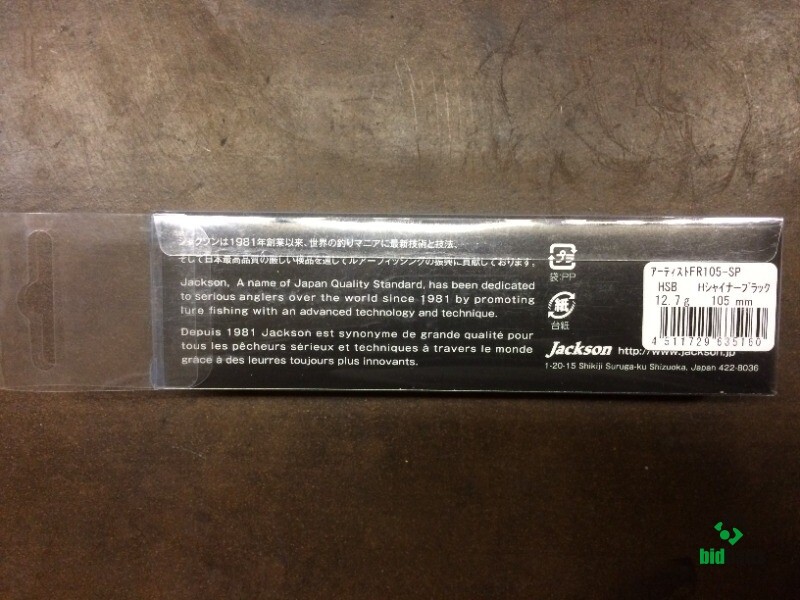 ジャクソンは1981年創業以来、世界の釣りマニアに最新技術と技法、
そして日本最高品質の厳しい検品を通してルアーフィッシングの振興に貢献しております。
Jackson, A name of Japan Quality Standard, has been dedicated
to serious anglers over the world since 1981 by promoting
lure fishing with an advanced technology and technique.
Depuis 1981 Jackson est synonyme de grande qualité pour
tous les pêcheurs sérieux et techniques à travers le monde
grâce à des leurres toujours plus innovants.
プラ
袋:PP
紙
台紙
Jackson http://www.jackson.jp
1-20-15 Shikiji Suruga-ku Shizuoka, Japan 422-8036
アーティストFR105-SP
HSB Hシャイナーブラック
12.7g 105 mm
4 511729 635160
bid